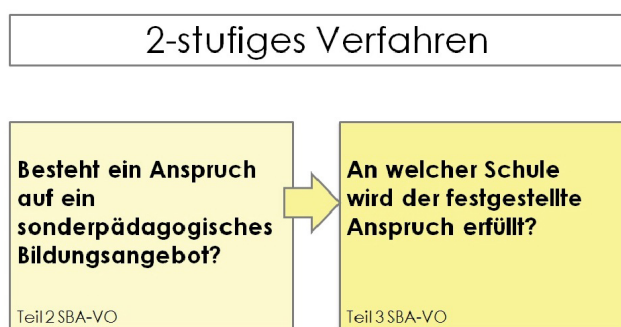 2-stufiges Verfahren
Besteht ein Anspruch
auf ein
sonderpädagogisches
Bildungsangebot?
Teil 2 SBA-VO
An welcher Schule
wird der festgestellte
Anspruch erfüllt?
Teil 3 SBA-VO